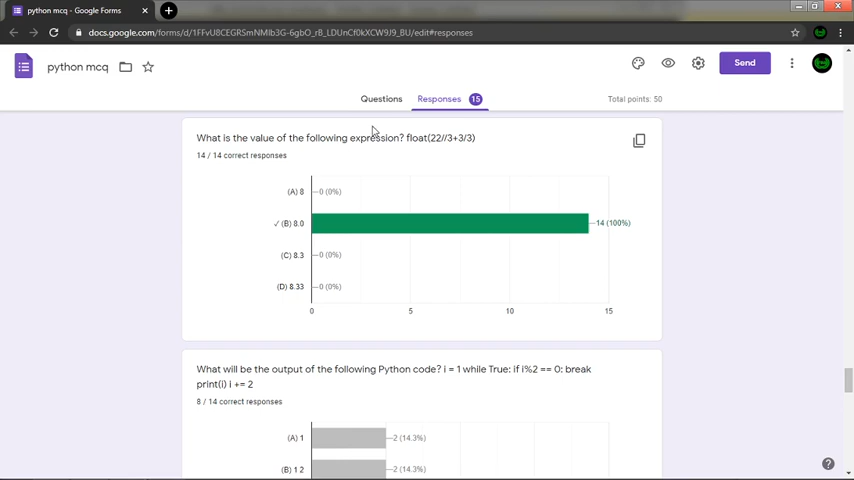 python mcq - Google Forms
docs.google.com/forms/d/1FFvU8CEGRSmNMIb3G-6gbO_rB_LDUnCf0kXCW9J9_BU/edit#responses
python mcq
Send
Questions
Responses 15
Total points: 50
What is the value of the following expression? float(22//3+3/3)
14 / 14 correct responses
(A) 8
0 (0%)
✓ (B) 8.0
14 (100%)
(C) 8.3
0 (0%)
(D) 8.33
0 (0%)
0 5 10 15
What will be the output of the following Python code? i = 1 while True: if i%2 == 0: break
print(i) i += 2
8 / 14 correct responses
(A) 1
2 (14.3%)
(B) 1 2
2 (14.3%)